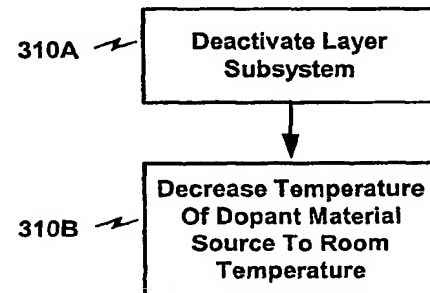 310A
Deactivate Layer
Subsystem
310B
Decrease Temperature
Of Dopant Material
Source To Room
Temperature